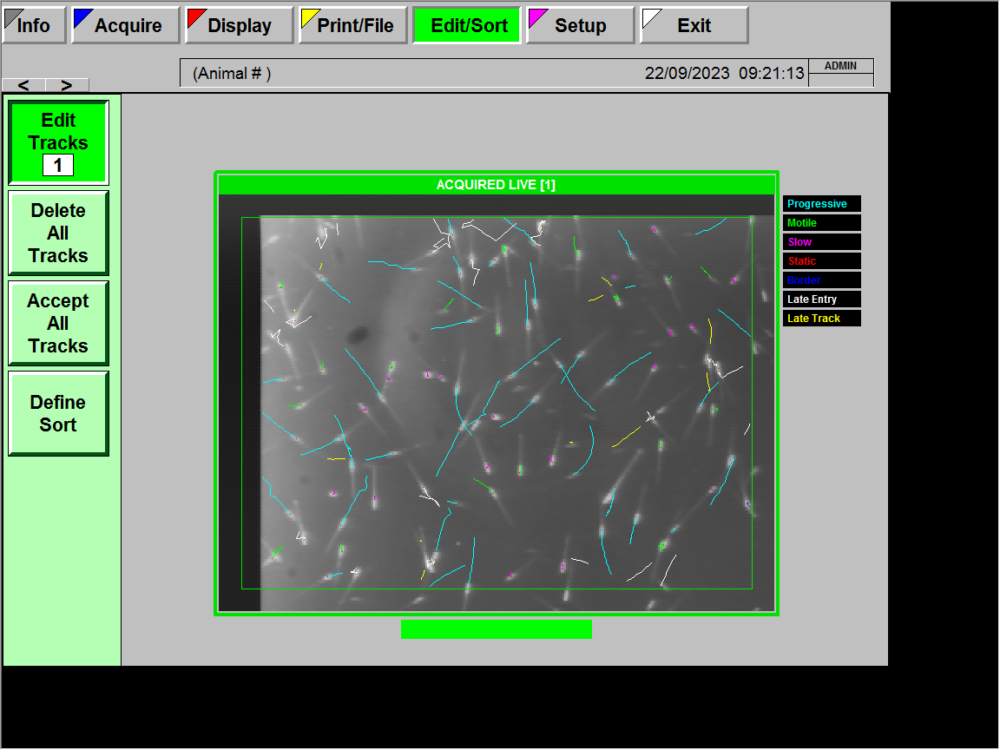 Info
Acquire
Display
Print/File
Edit/Sort
Setup
Exit
(Animal # )
22/09/2023 09:21:13
ADMIN
< >
Edit
Tracks
1
Delete
All
Tracks
Accept
All
Tracks
Define
Sort
ACQUIRED LIVE [1]
Progressive
Motile
Slow
Static
Border
Late Entry
Late Track